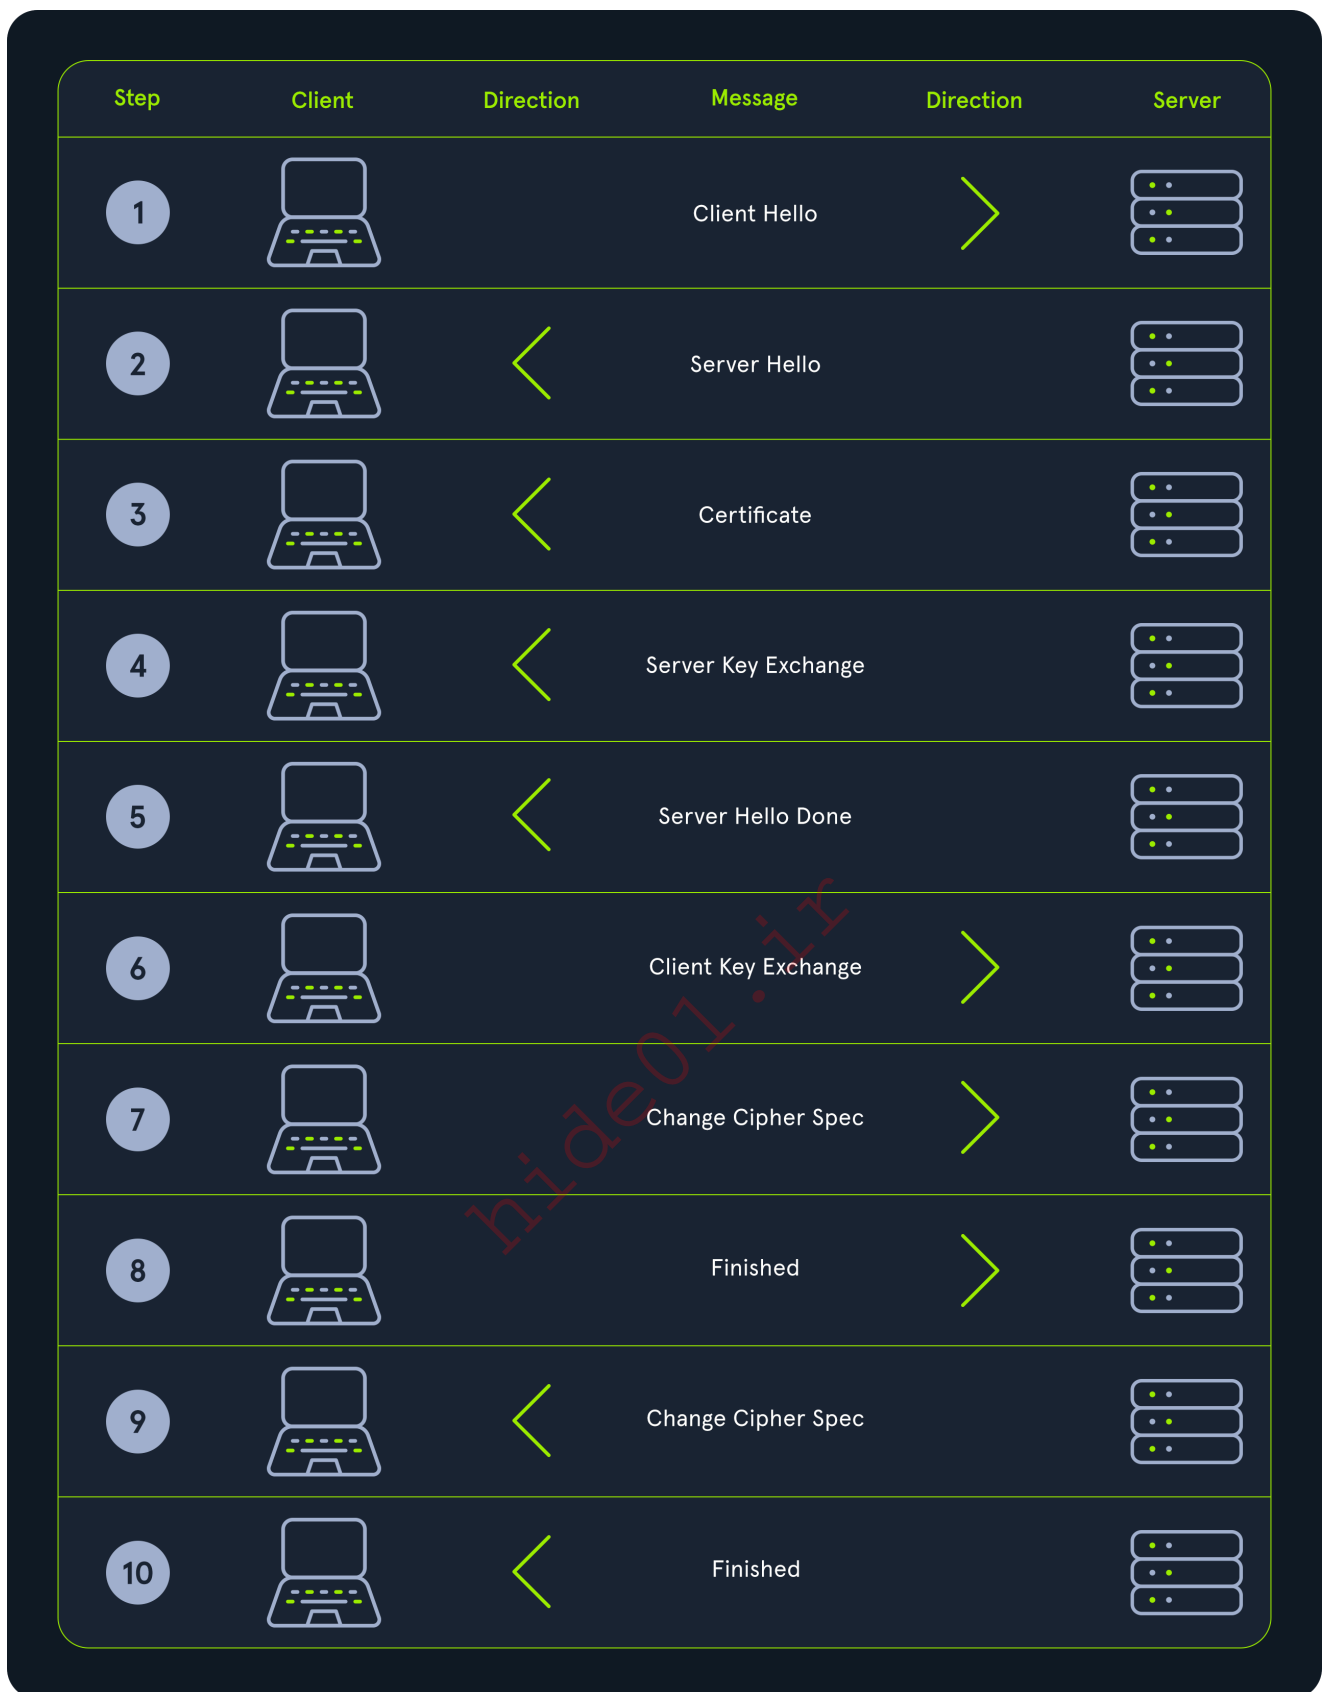 Step Client Direction Message Direction Server
1 Client Hello
2 Server Hello
3 Certificate
4 Server Key Exchange
5 Server Hello Done
6 Client Key Exchange
7 Change Cipher Spec
8 Finished
9 Change Cipher Spec
10 Finished
hide01.ir